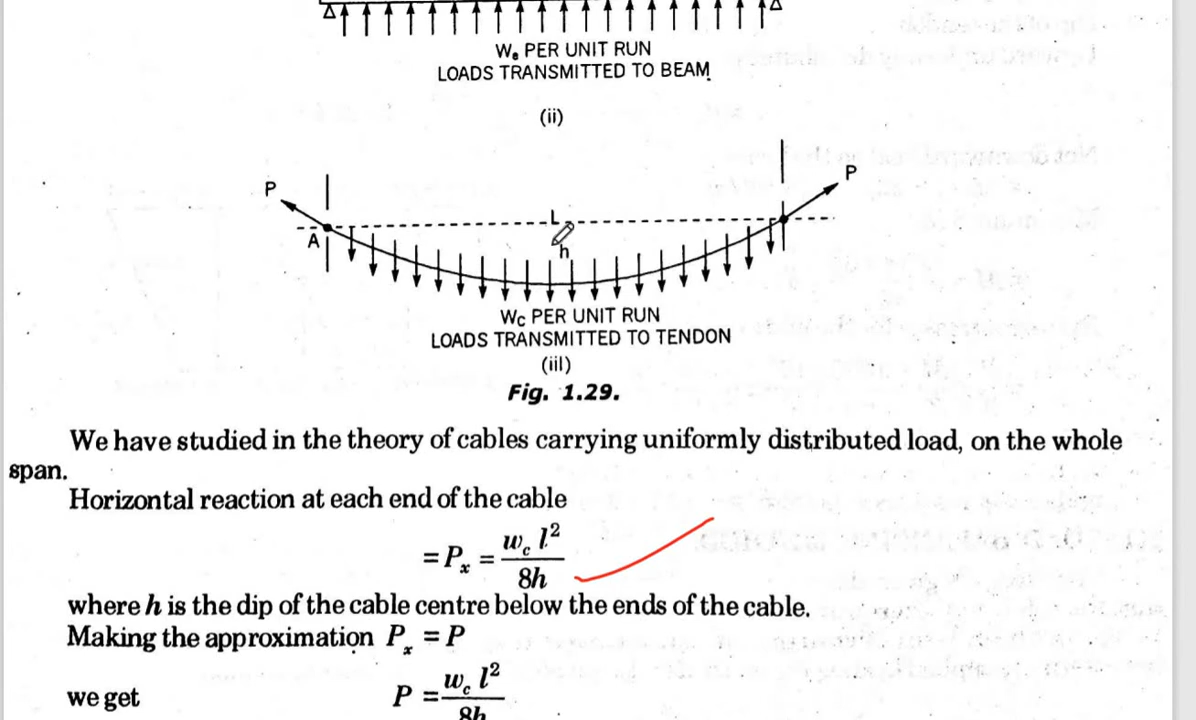 Wₑ PER UNIT RUN
LOADS TRANSMITTED TO BEAM
(ii)
P
P
L
A
h
W_C PER UNIT RUN
LOADS TRANSMITTED TO TENDON
(iii)
Fig. 1.29.
We have studied in the theory of cables carrying uniformly distributed load, on the whole
span.
Horizontal reaction at each end of the cable
= Pₓ = w_c l² / 8h
where h is the dip of the cable centre below the ends of the cable.
Making the approximation Pₓ = P
we get P = w_c l² / 8h